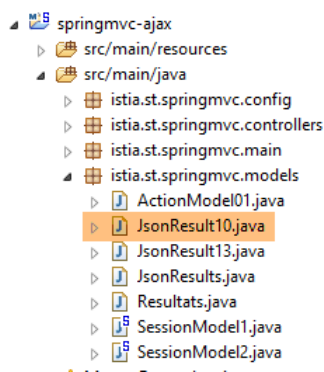 springmvc-ajax
src/main/resources
src/main/java
istia.st.springmvc.config
istia.st.springmvc.controllers
istia.st.springmvc.main
istia.st.springmvc.models
ActionModel01.java
JsonResult10.java
JsonResult13.java
JsonResults.java
Resultats.java
SessionModel1.java
SessionModel2.java